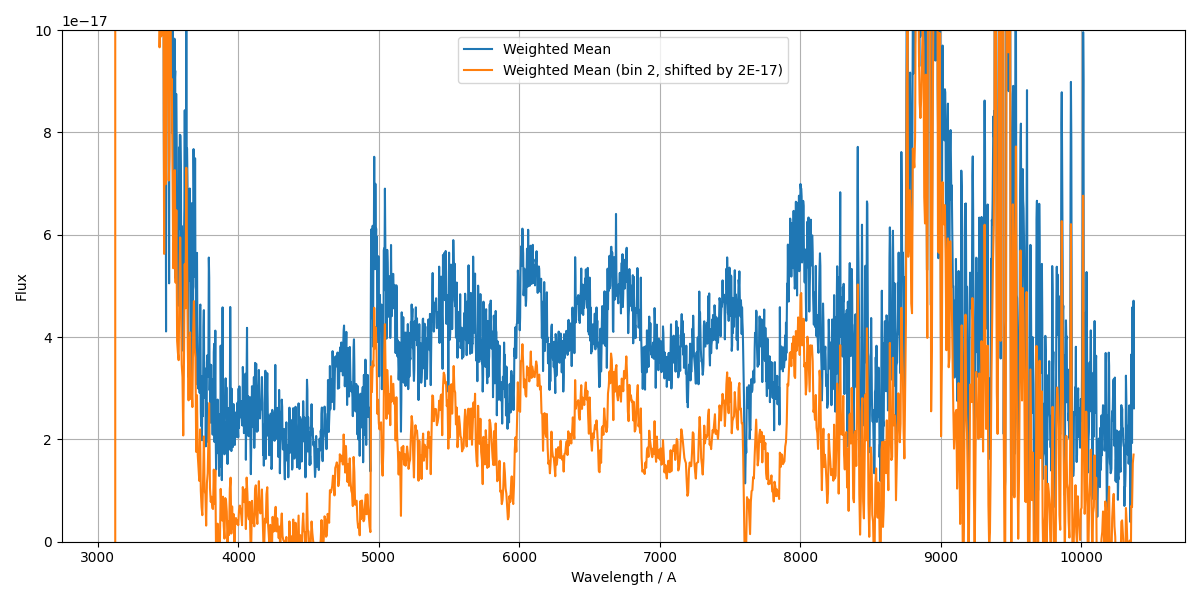 1e−17
Weighted Mean
Weighted Mean (bin 2, shifted by 2E-17)
10
8
6
4
2
0
Flux
3000 4000 5000 6000 7000 8000 9000 10000
Wavelength / A